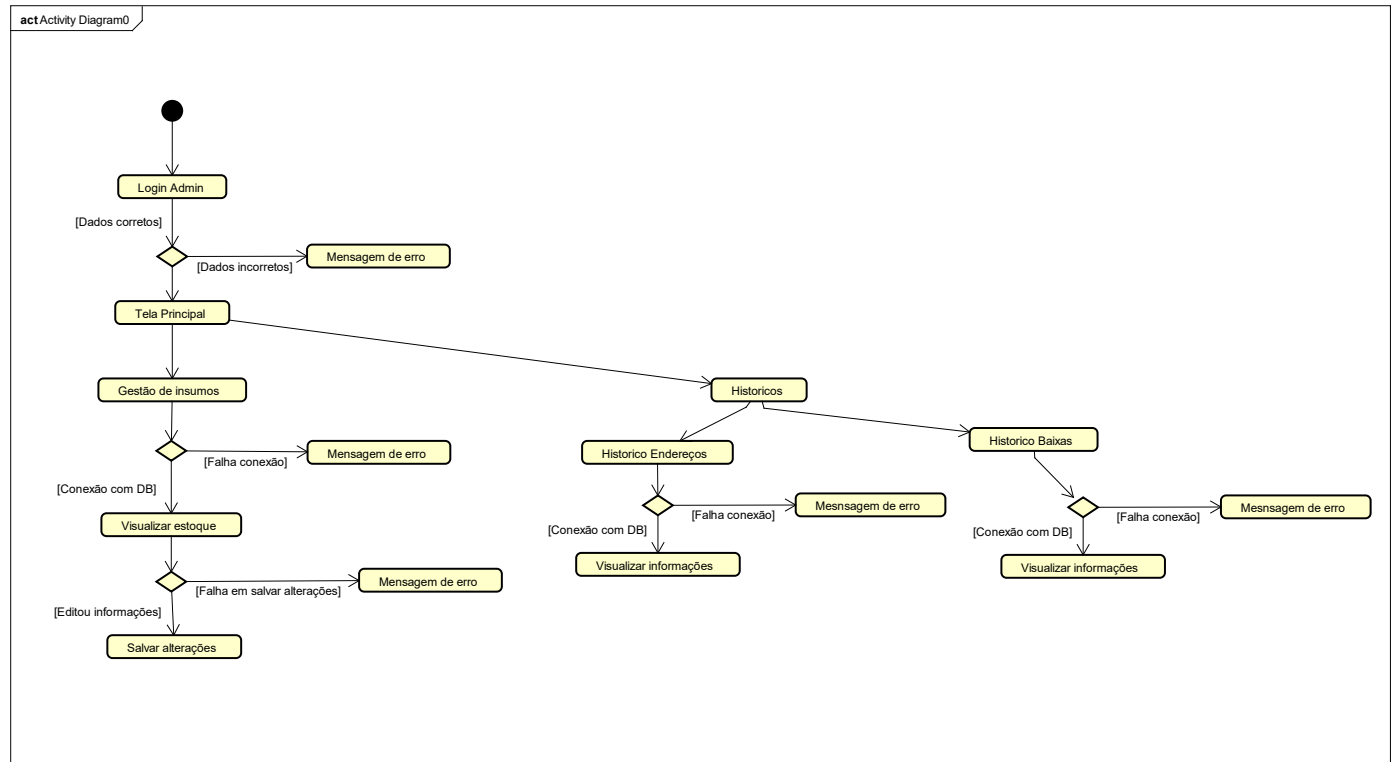 act Activity Diagram0
Login Admin
[Dados corretos]
[Dados incorretos]
Mensagem de erro
Tela Principal
Gestão de insumos
Historicos
Historico Endereços
Historico Baixas
[Falha conexão]
Mensagem de erro
[Conexão com DB]
Visualizar estoque
[Falha conexão]
Mesnsagem de erro
[Conexão com DB]
Visualizar informações
[Falha conexão]
Mesnsagem de erro
[Conexão com DB]
Visualizar informações
[Falha em salvar alterações]
Mensagem de erro
[Editou informações]
Salvar alterações